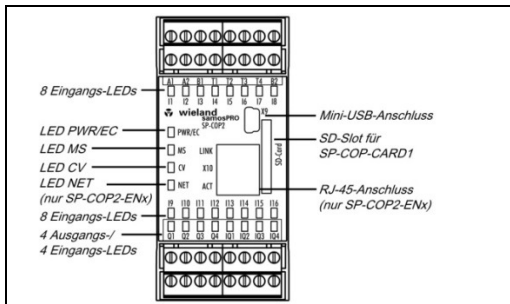 A1 A2 B1 T1 T2 T3 T4 B2
8 Eingangs-LEDs
I1 I2 I3 I4 I5 I6 I7 I8
wieland
samosPRO
SP-COP2
X9
Mini-USB-Anschluss
LED PWR/EC
PWR/EC
SD-Slot für
SP-COP-CARD1
SD-Card
LED MS
MS
LINK
LED CV
CV
X10
LED NET
(nur SP-COP2-ENx)
NET
ACT
RJ-45-Anschluss
(nur SP-COP2-ENx)
8 Eingangs-LEDs
I9 I10 I11 I12 I13 I14 I15 I16
4 Ausgangs-/
4 Eingangs-LEDs
Q1 Q2 Q3 Q4 IQ1 IQ2 IQ3 IQ4